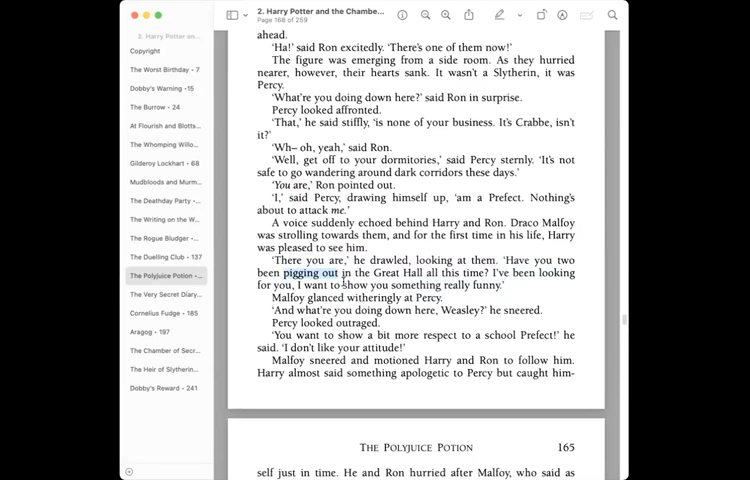 2. Harry Potter and the Chambe...
Page 168 of 259
2. Harry Potter an...
Copyright
The Worst Birthday • 7
Dobby's Warning •15
The Burrow • 24
At Flourish and Blotts...
The Whomping Willo...
Gilderoy Lockhart • 68
Mudbloods and Murm...
The Deathday Party •...
The Writing on the W...
The Rogue Bludger •...
The Duelling Club • 137
The Polyjuice Potion •...
The Very Secret Diary...
Cornelius Fudge • 185
Aragog • 197
The Chamber of Secr...
The Heir of Slytherin...
Dobby's Reward • 241
ahead.
‘Ha!’ said Ron excitedly. ‘There's one of them now!’
The figure was emerging from a side room. As they hurried
nearer, however, their hearts sank. It wasn't a Slytherin, it was
Percy.
‘What're you doing down here?’ said Ron in surprise.
Percy looked affronted.
‘That,’ he said stiffly, ‘is none of your business. It's Crabbe, isn't
it?’
‘Wh– oh, yeah,’ said Ron.
‘Well, get off to your dormitories,’ said Percy sternly. ‘It's not
safe to go wandering around dark corridors these days.’
‘You are,’ Ron pointed out.
‘I,’ said Percy, drawing himself up, ‘am a Prefect. Nothing's
about to attack me.’
A voice suddenly echoed behind Harry and Ron. Draco Malfoy
was strolling towards them, and for the first time in his life, Harry
was pleased to see him.
‘There you are,’ he drawled, looking at them. ‘Have you two
been pigging out in the Great Hall all this time? I've been looking
for you, I want to show you something really funny.’
Malfoy glanced witheringly at Percy.
‘And what're you doing down here, Weasley?’ he sneered.
Percy looked outraged.
‘You want to show a bit more respect to a school Prefect!’ he
said. ‘I don't like your attitude!’
Malfoy sneered and motioned Harry and Ron to follow him.
Harry almost said something apologetic to Percy but caught him-
THE POLYJUICE POTION 165
self just in time. He and Ron hurried after Malfoy, who said as